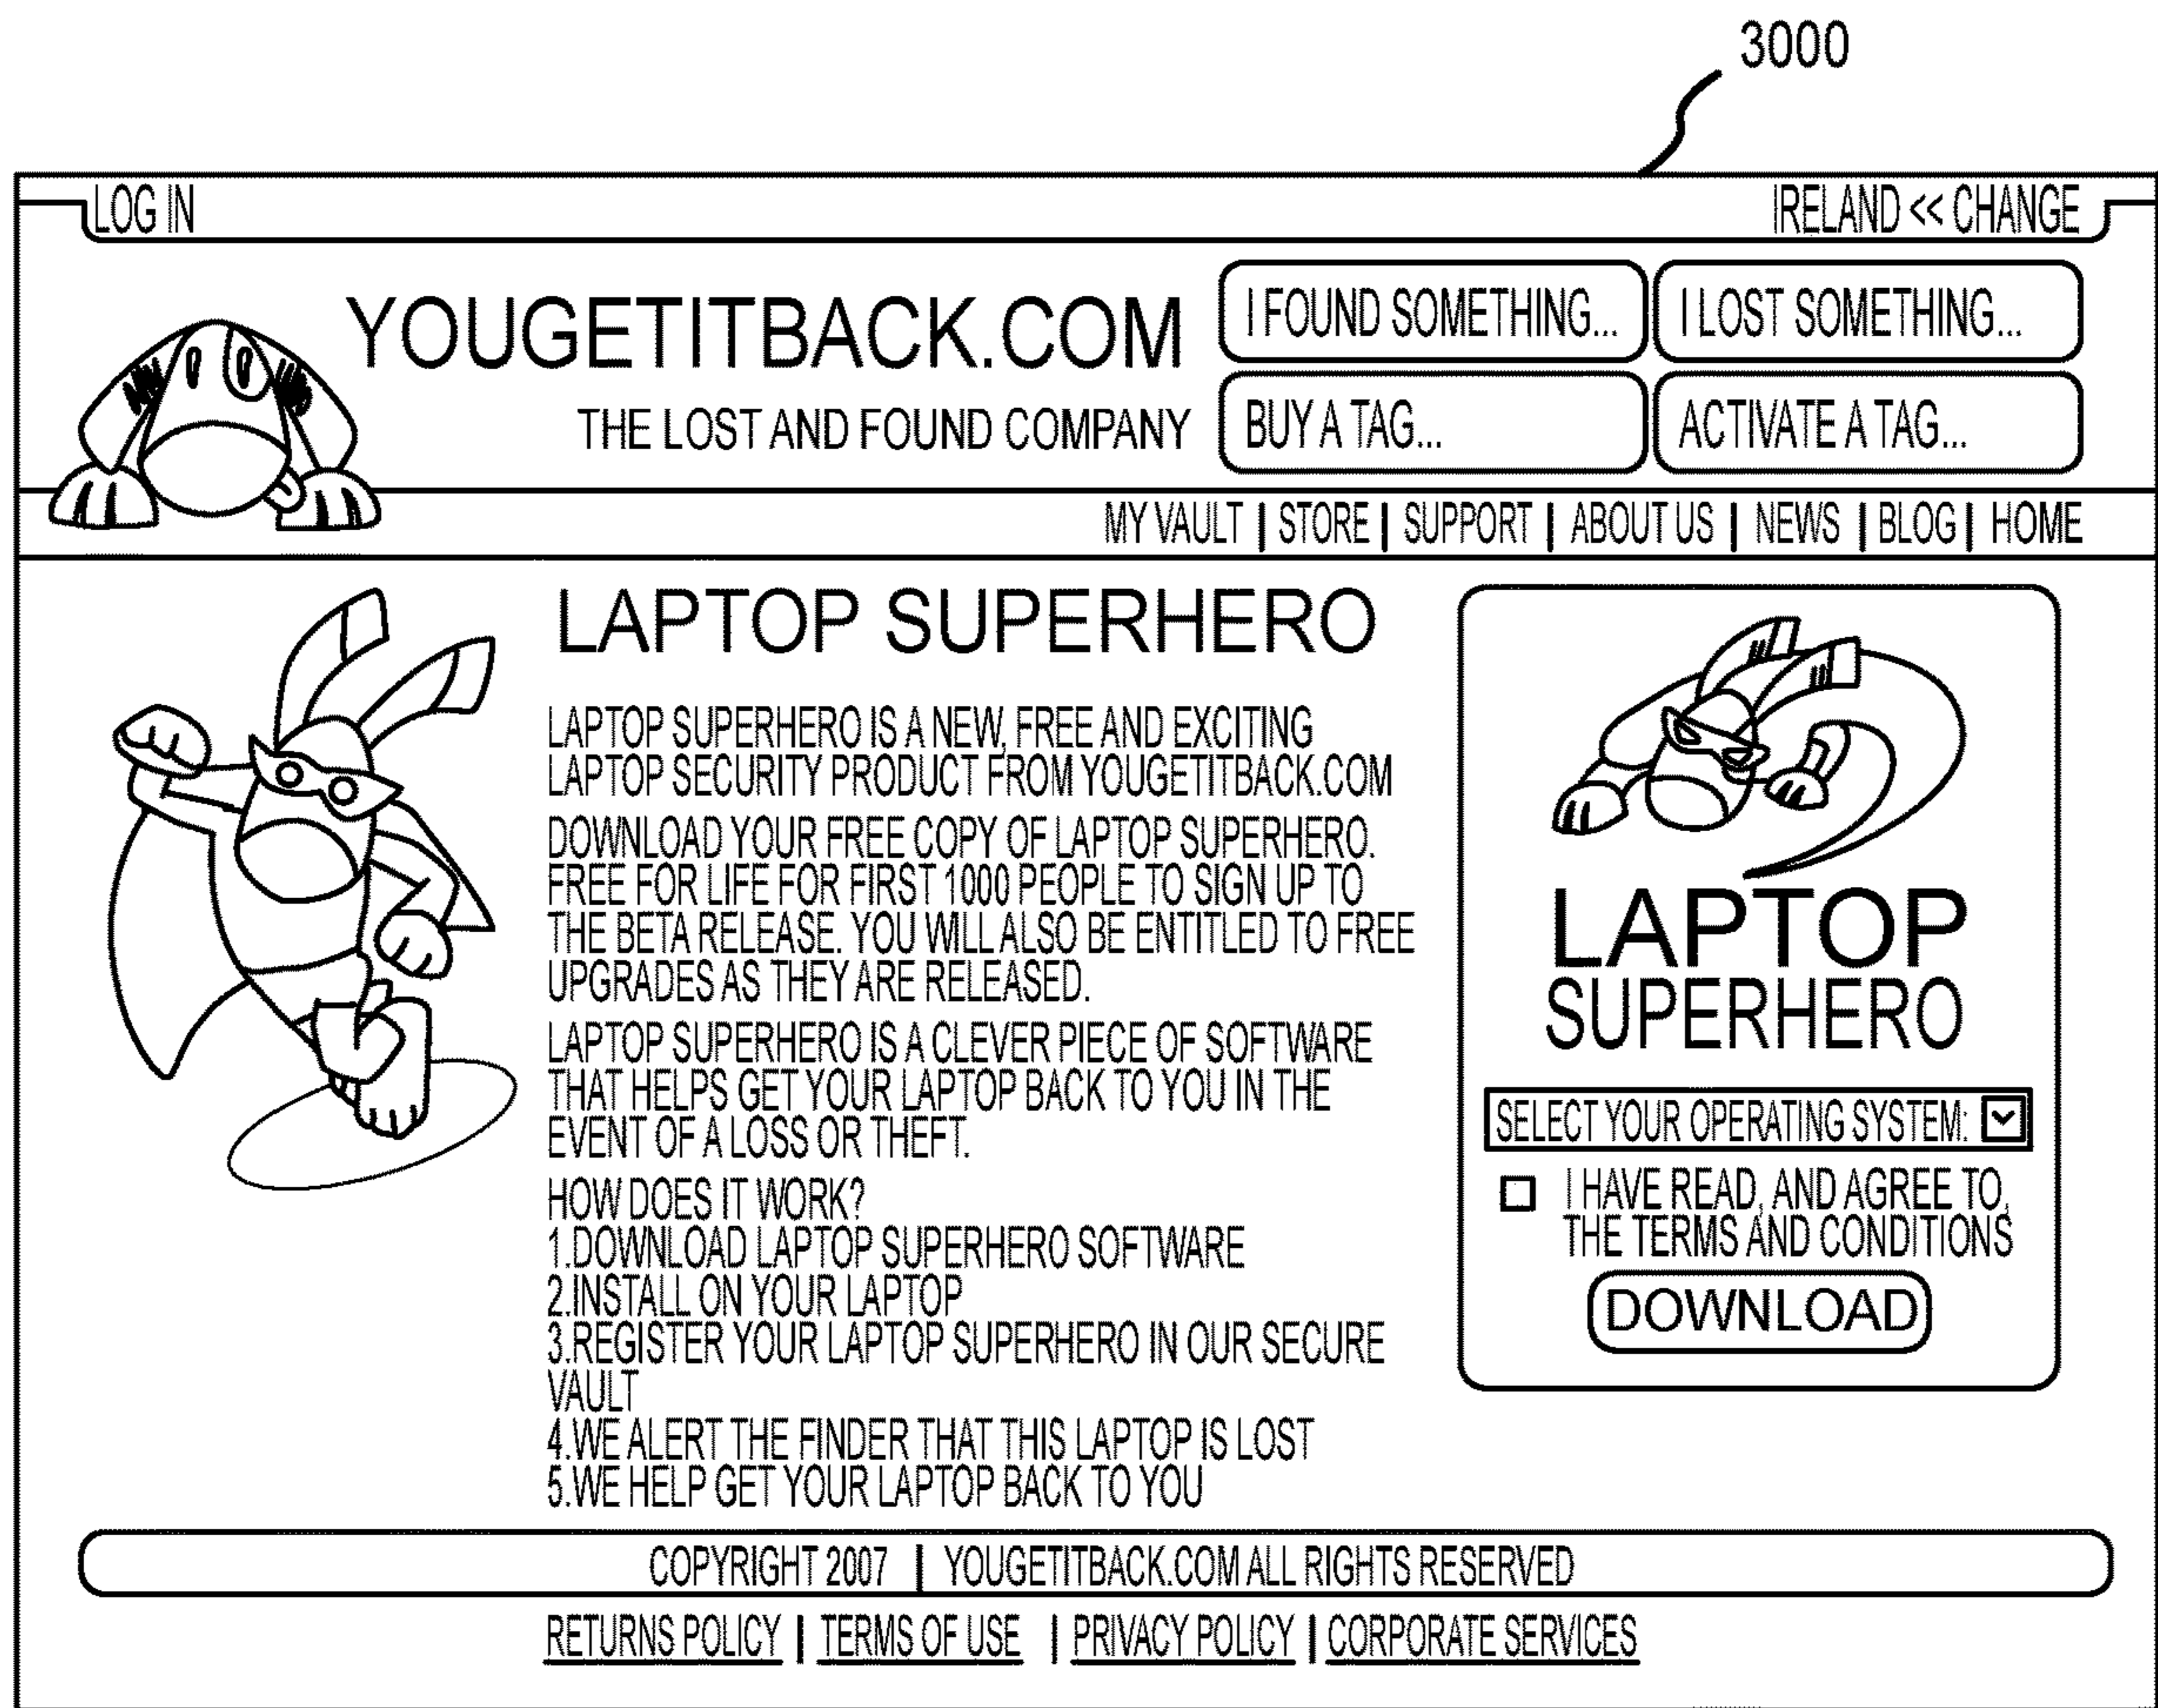 3000
LOG IN
IRELAND << CHANGE
YOUGETITBACK.COM
THE LOST AND FOUND COMPANY
I FOUND SOMETHING...
I LOST SOMETHING...
BUY A TAG...
ACTIVATE A TAG...
MY VAULT | STORE | SUPPORT | ABOUT US | NEWS | BLOG | HOME
LAPTOP SUPERHERO
LAPTOP SUPERHERO IS A NEW, FREE AND EXCITING
LAPTOP SECURITY PRODUCT FROM YOUGETITBACK.COM
DOWNLOAD YOUR FREE COPY OF LAPTOP SUPERHERO.
FREE FOR LIFE FOR FIRST 1000 PEOPLE TO SIGN UP TO
THE BETA RELEASE. YOU WILL ALSO BE ENTITLED TO FREE
UPGRADES AS THEY ARE RELEASED.
LAPTOP SUPERHERO IS A CLEVER PIECE OF SOFTWARE
THAT HELPS GET YOUR LAPTOP BACK TO YOU IN THE
EVENT OF A LOSS OR THEFT.
HOW DOES IT WORK?
1.DOWNLOAD LAPTOP SUPERHERO SOFTWARE
2.INSTALL ON YOUR LAPTOP
3.REGISTER YOUR LAPTOP SUPERHERO IN OUR SECURE
VAULT
4.WE ALERT THE FINDER THAT THIS LAPTOP IS LOST
5.WE HELP GET YOUR LAPTOP BACK TO YOU
LAPTOP
SUPERHERO
SELECT YOUR OPERATING SYSTEM:
I HAVE READ, AND AGREE TO,
THE TERMS AND CONDITIONS
DOWNLOAD
COPYRIGHT 2007 | YOUGETITBACK.COM ALL RIGHTS RESERVED
RETURNS POLICY | TERMS OF USE | PRIVACY POLICY | CORPORATE SERVICES